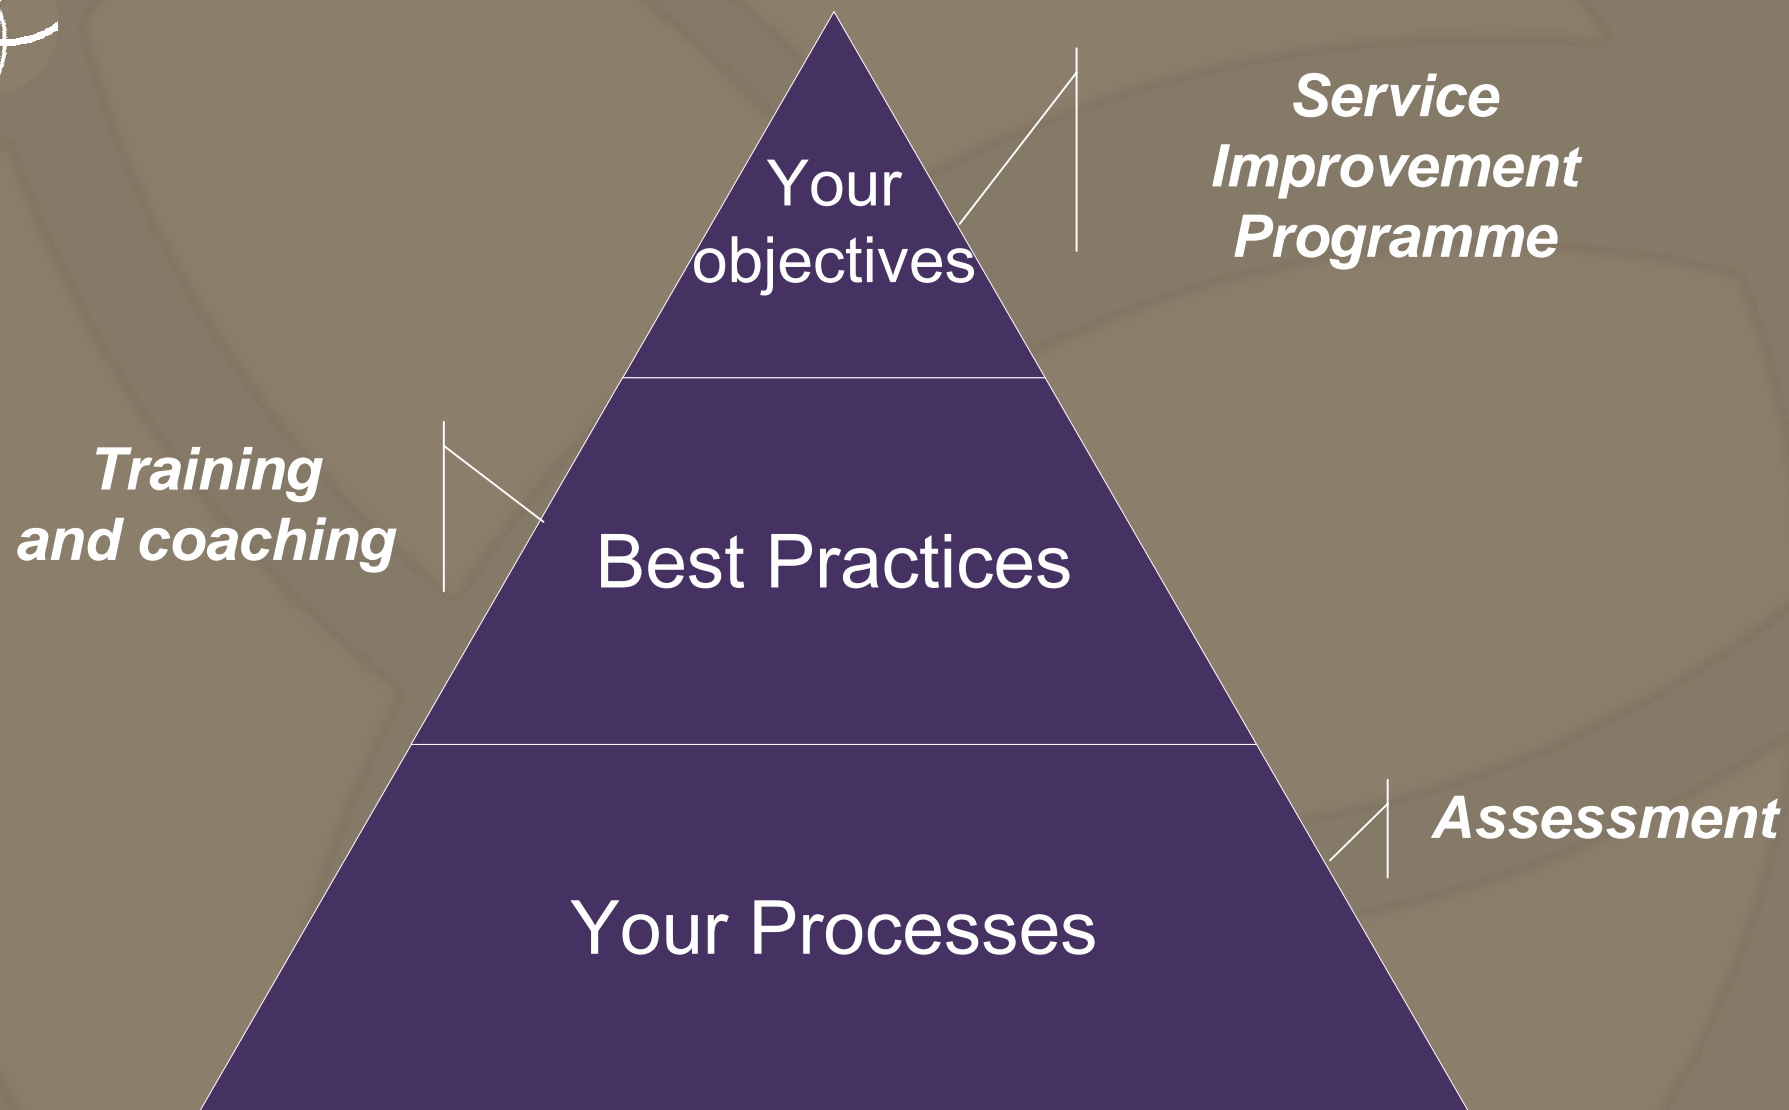 Your
objectives
Service
Improvement
Programme
Training
and coaching
Best Practices
Assessment
Your Processes